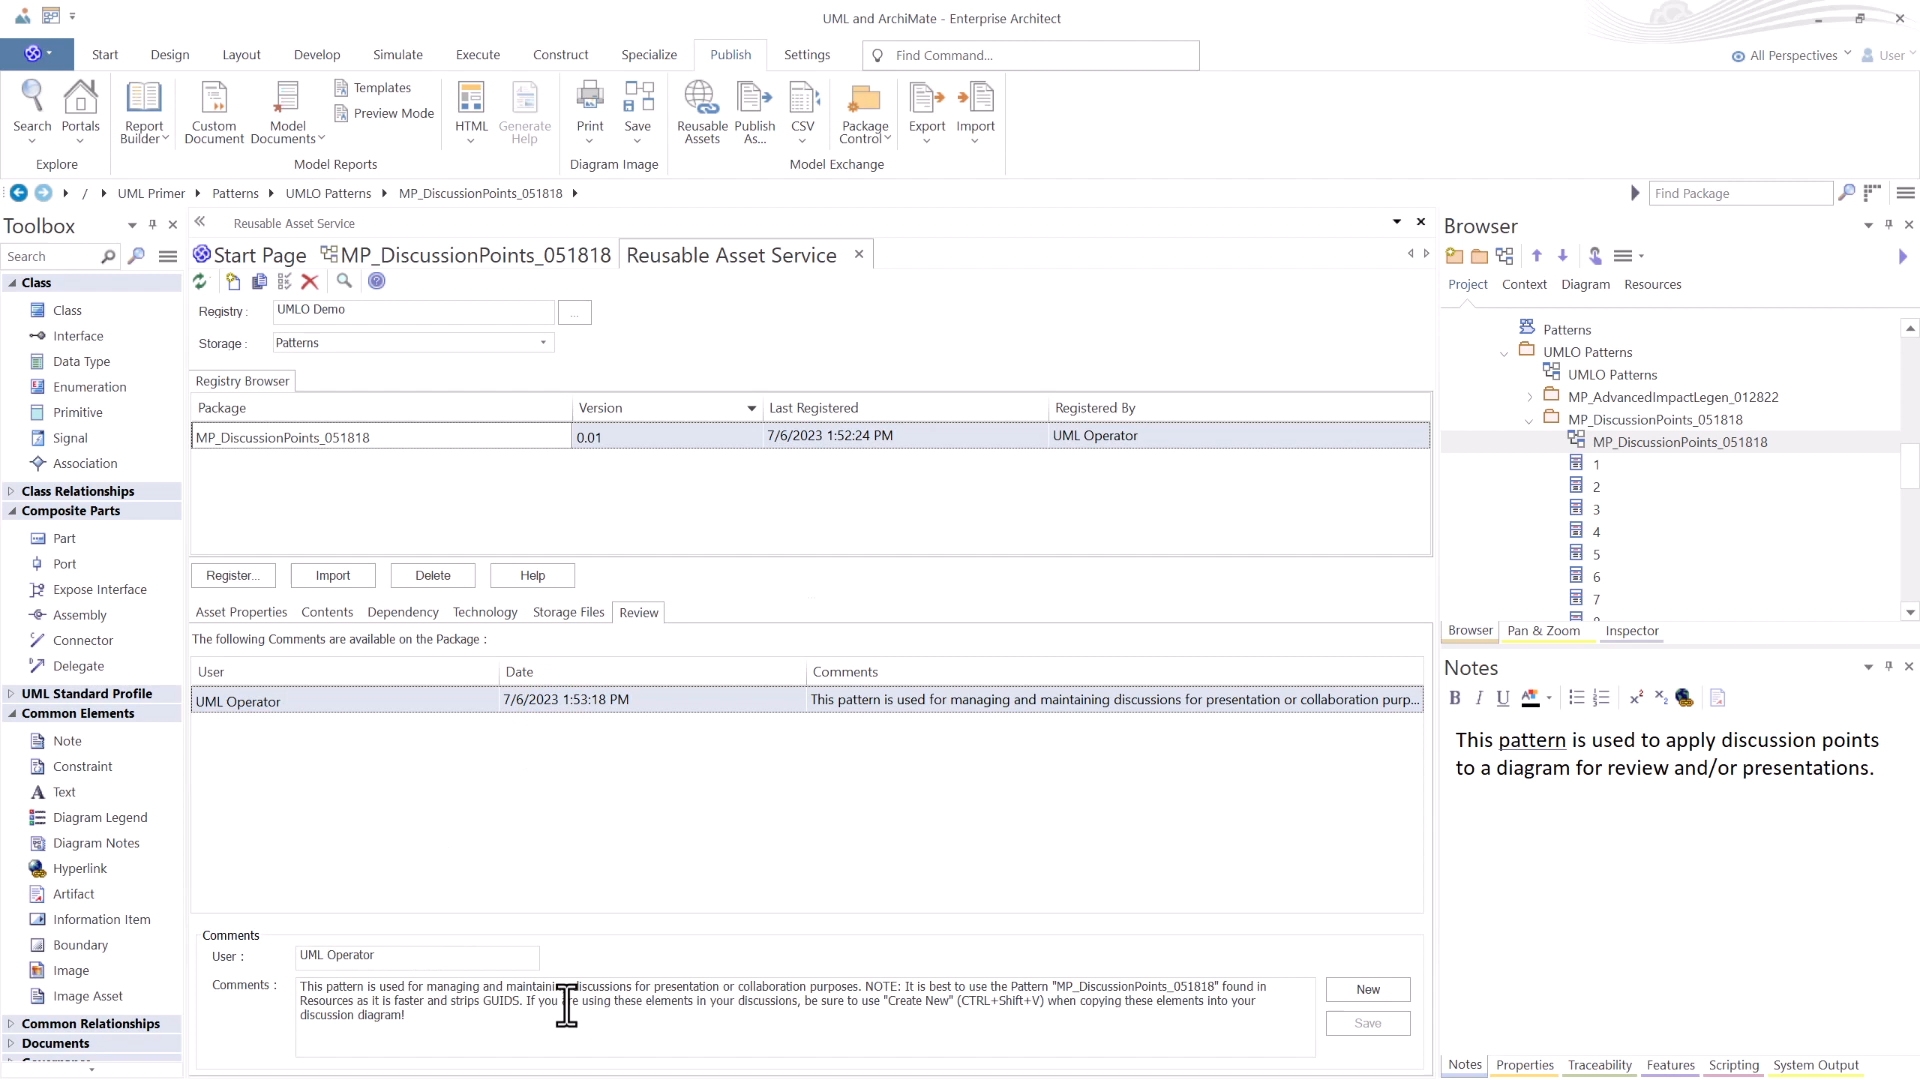 UML and ArchiMate - Enterprise Architect
Start
Design
Layout
Develop
Simulate
Execute
Construct
Specialize
Publish
Settings
Find Command...
All Perspectives
User
Search
Portals
Explore
Report
Builder
Custom
Document
Model
Documents
Templates
Preview Mode
Model Reports
HTML
Generate
Help
Print
Save
Diagram Image
Reusable
Assets
Publish
As...
CSV
Package
Control
Export
Import
Model Exchange
/
UML Primer
Patterns
UMLO Patterns
MP_DiscussionPoints_051818
Find Package
Toolbox
Search
Class
Class
Interface
Data Type
Enumeration
Primitive
Signal
Association
Class Relationships
Composite Parts
Part
Port
Expose Interface
Assembly
Connector
Delegate
UML Standard Profile
Common Elements
Note
Constraint
Text
Diagram Legend
Diagram Notes
Hyperlink
Artifact
Information Item
Boundary
Image
Image Asset
Common Relationships
Documents
Reusable Asset Service
Start Page
MP_DiscussionPoints_051818
Reusable Asset Service
Registry :
UMLO Demo
...
Storage :
Patterns
Registry Browser
Package
Version
Last Registered
Registered By
MP_DiscussionPoints_051818
0.01
7/6/2023 1:52:24 PM
UML Operator
Register...
Import
Delete
Help
Asset Properties
Contents
Dependency
Technology
Storage Files
Review
The following Comments are available on the Package :
User
Date
Comments
UML Operator
7/6/2023 1:53:18 PM
This pattern is used for managing and maintaining discussions for presentation or collaboration purp...
Comments
User :
UML Operator
Comments :
This pattern is used for managing and maintaining discussions for presentation or collaboration purposes. NOTE: It is best to use the Pattern "MP_DiscussionPoints_051818" found in
Resources as it is faster and strips GUIDS. If you are using these elements in your discussions, be sure to use "Create New" (CTRL+Shift+V) when copying these elements into your
discussion diagram!
New
Save
Browser
Project
Context
Diagram
Resources
Patterns
UMLO Patterns
UMLO Patterns
MP_AdvancedImpactLegen_012822
MP_DiscussionPoints_051818
MP_DiscussionPoints_051818
1
2
3
4
5
6
7
Browser
Pan & Zoom
Inspector
Notes
B I U
This pattern is used to apply discussion points
to a diagram for review and/or presentations.
Notes
Properties
Traceability
Features
Scripting
System Output